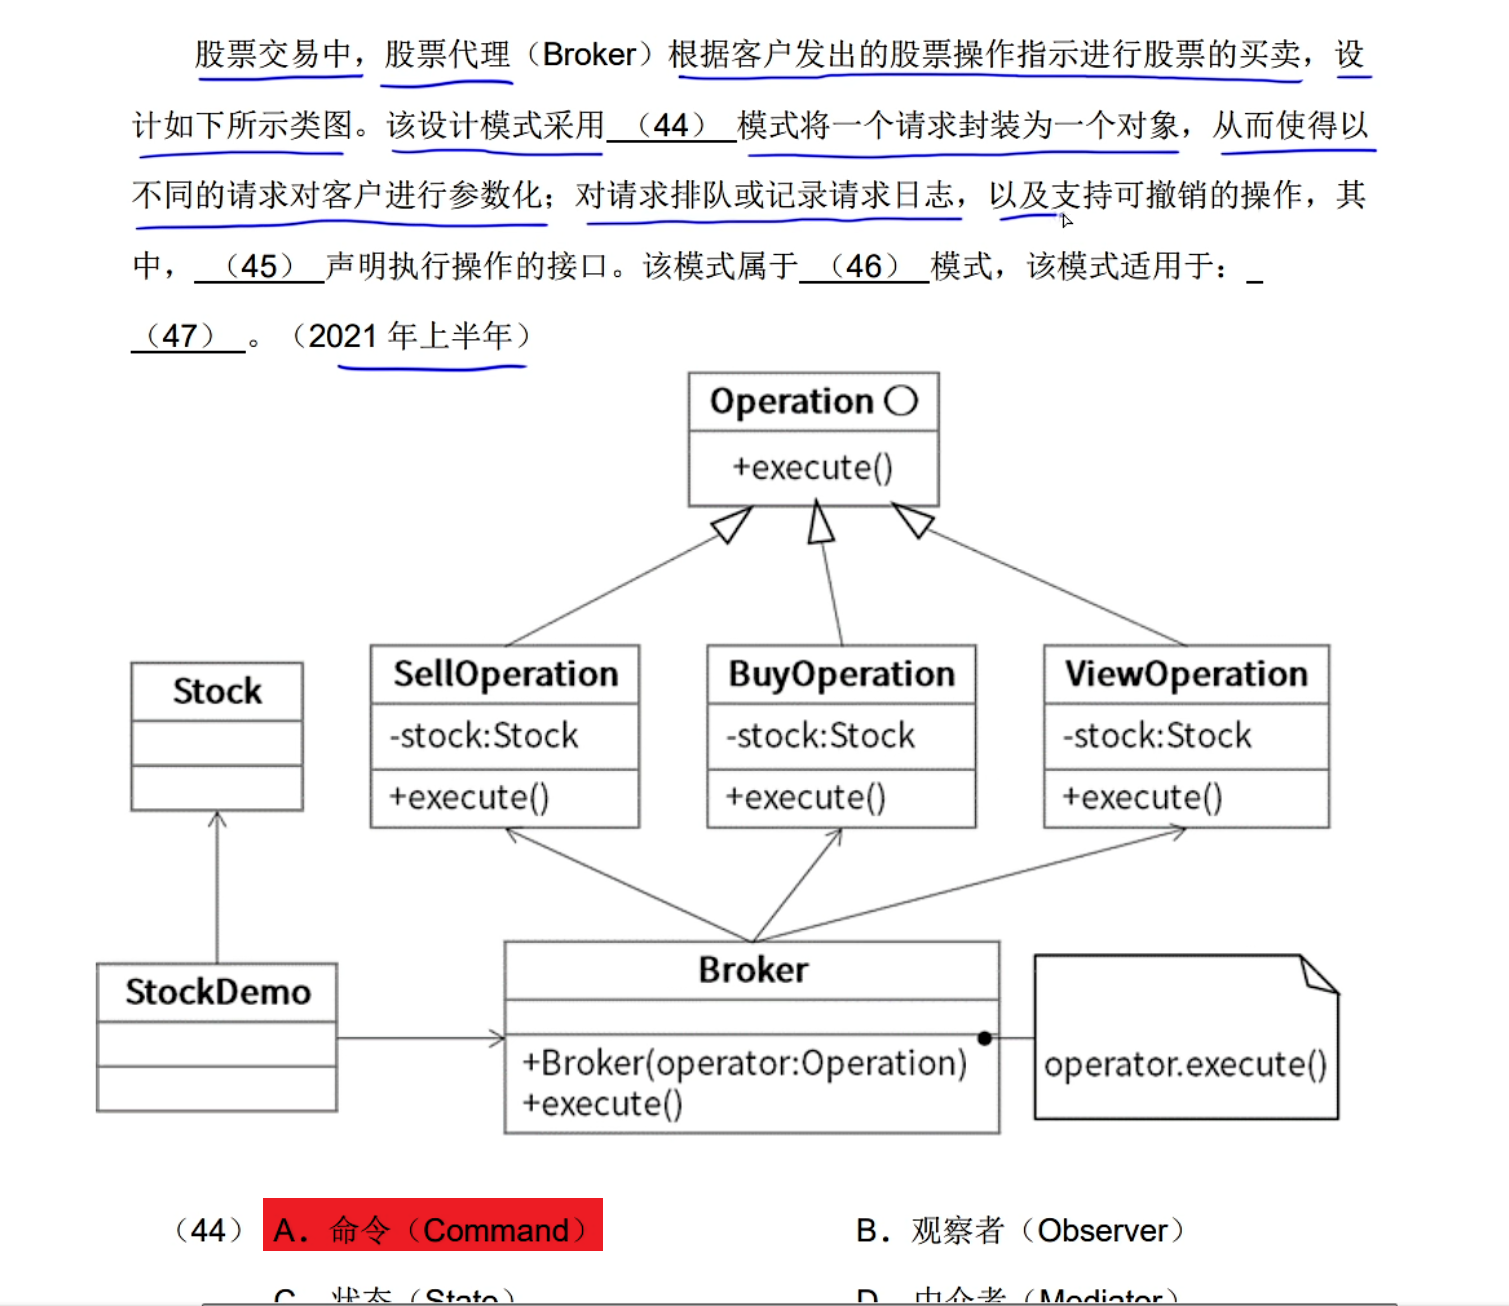 股票交易中，股票代理（Broker）根据客户发出的股票操作指示进行股票的买卖，设
计如下所示类图。该设计模式采用 （44） 模式将一个请求封装为一个对象，从而使得以
不同的请求对客户进行参数化；对请求排队或记录请求日志，以及支持可撤销的操作，其
中， （45） 声明执行操作的接口。该模式属于 （46） 模式，该模式适用于：
（47） 。（2021 年上半年）
Operation
+execute()
SellOperation
-stock:Stock
+execute()
BuyOperation
-stock:Stock
+execute()
ViewOperation
-stock:Stock
+execute()
Stock
StockDemo
Broker
+Broker(operator:Operation)
+execute()
operator.execute()
（44） A．命令（Command） B．观察者（Observer）
C．状态（State） D．中介者（Mediator）